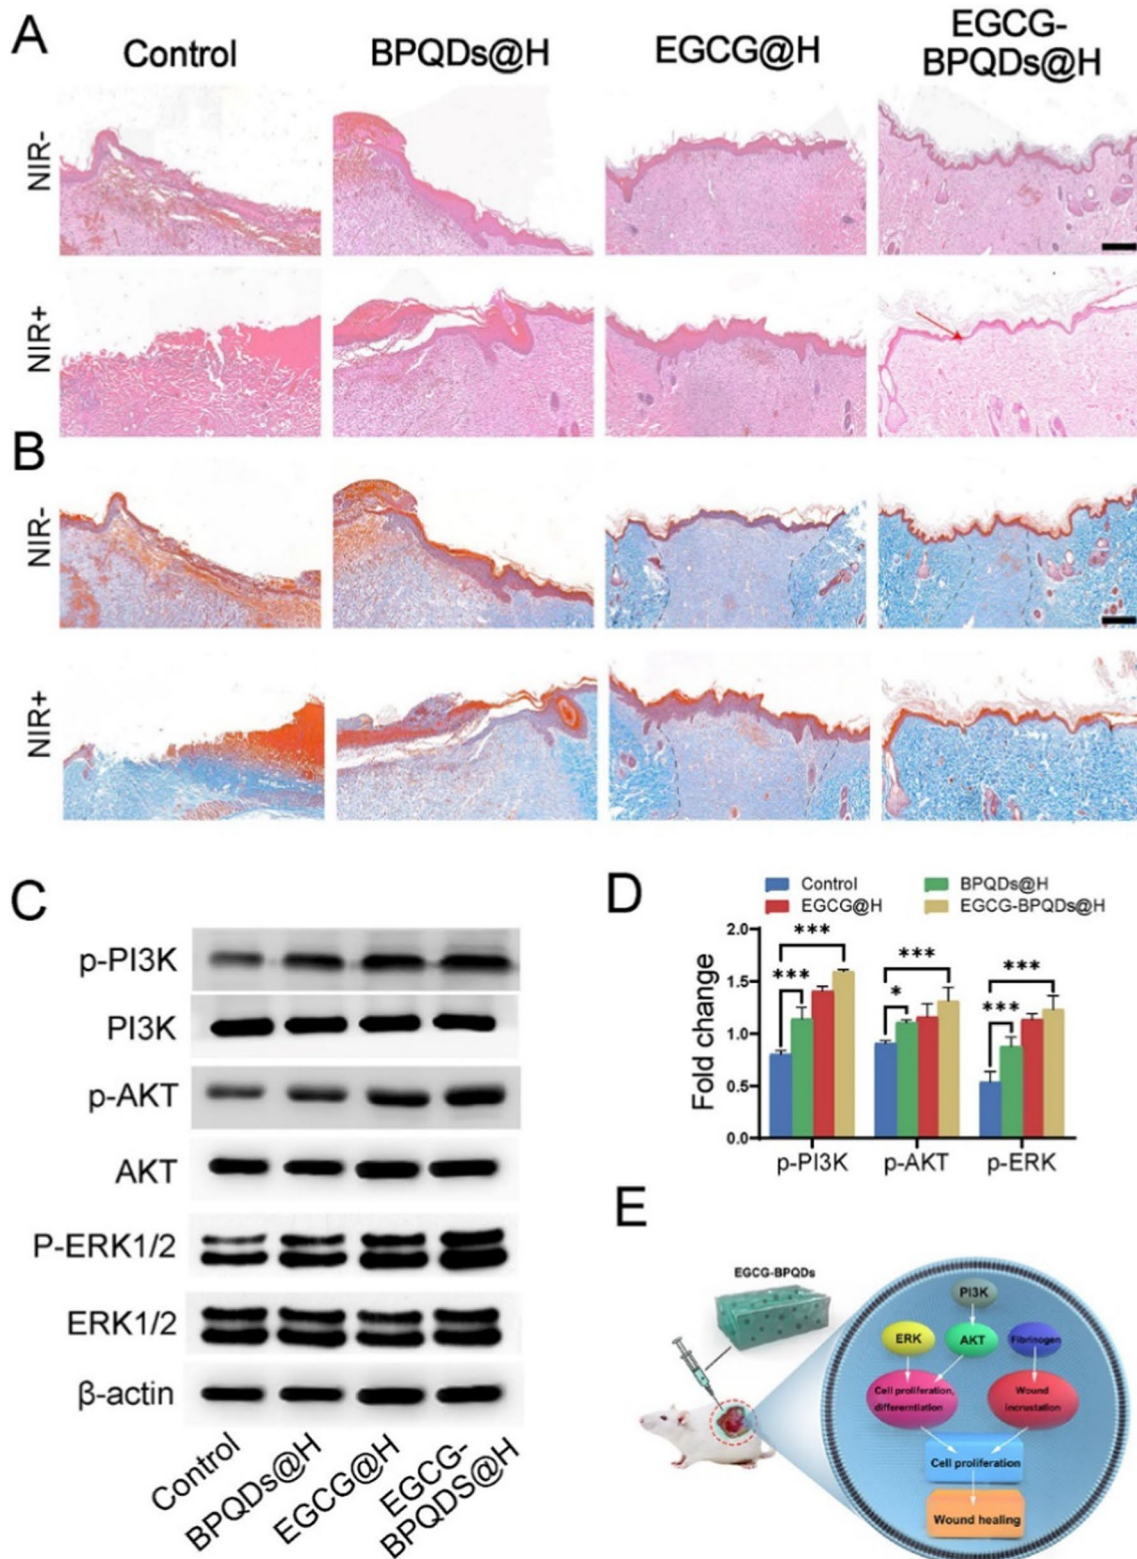 A
Control
BPQDs@H
EGCG@H
EGCG-
BPQDs@H
NIR-
NIR+
B
NIR-
NIR+
C
p-PI3K
PI3K
p-AKT
AKT
P-ERK1/2
ERK1/2
β-actin
Control
BPQDs@H
EGCG@H
EGCG-
BPQDS@H
D
Control
BPQDs@H
EGCG@H
EGCG-BPQDs@H
Fold change
2.0
1.5
1.0
0.5
0.0
***
***
***
*
***
***
p-PI3K
p-AKT
p-ERK
E
EGCG-BPQDs
PI3K
ERK
AKT
Fibrinogen
Cell proliferation,
differerntiation
Wound
incrustation
Cell proliferation
Wound healing